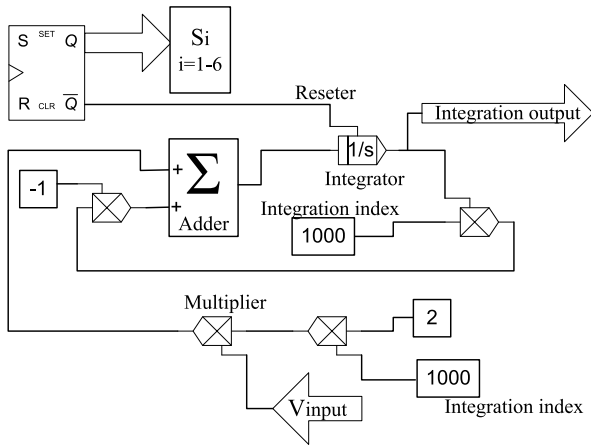 S SET Q
Si
i=1-6
R CLR Q
Reseter
Integration output
1/s
Integrator
+
Σ
-1
+
Adder
Integration index
1000
Multiplier
2
1000
Vinput
Integration index